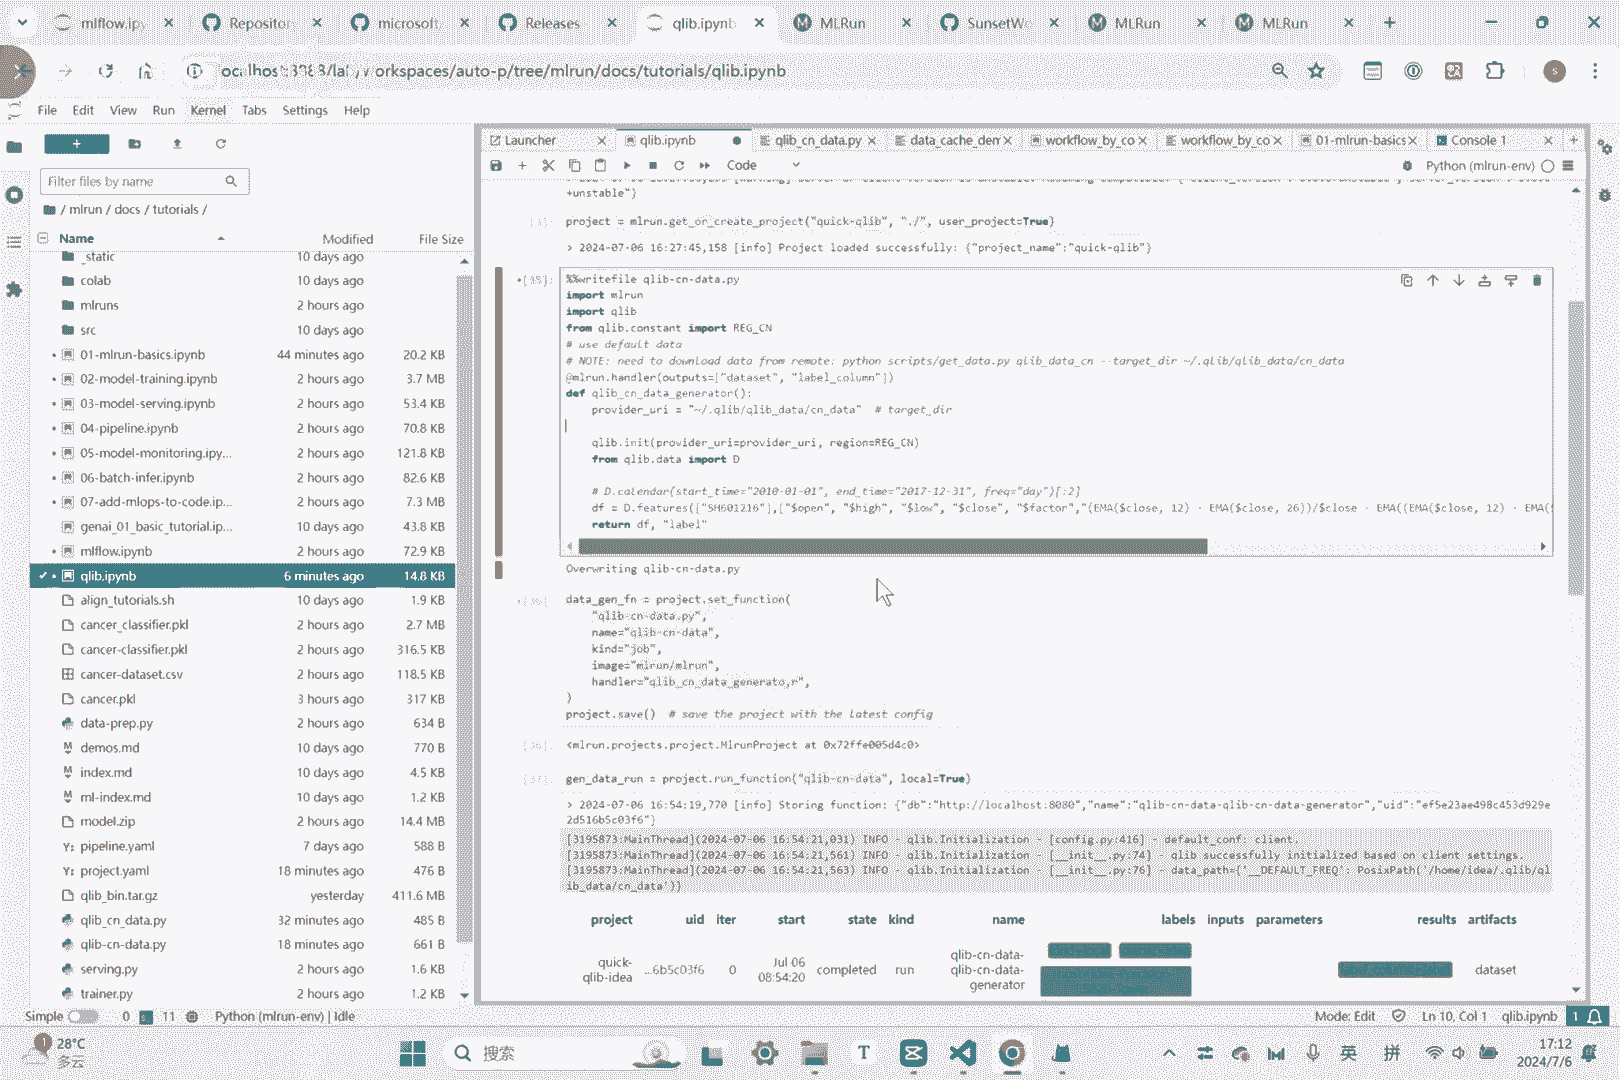 mlflow.ipy
Repositor
microsoft
Releases
qlib.ipynb
MLRun
SunsetWo
MLRun
MLRun
workspaces/auto-p/tree/mlrun/docs/tutorials/qlib.ipynb
File Edit View Run Kernel Tabs Settings Help
Launcher
qlib.ipynb
qlib_cn_data.py
data_cache_den
workflow_by_co
workflow_by_co
01-mlrun-basics
Console 1
Code
Python (mlrun-env)
Filter files by name
/ mlrun / docs / tutorials /
Name Modified File Size
_static 10 days ago
colab 10 days ago
mlruns 2 hours ago
src 10 days ago
01-mlrun-basics.ipynb 44 minutes ago 20.2 KB
02-model-training.ipynb 2 hours ago 3.7 MB
03-model-serving.ipynb 2 hours ago 53.4 KB
04-pipeline.ipynb 2 hours ago 70.8 KB
05-model-monitoring.ipy... 2 hours ago 121.8 KB
06-batch-infer.ipynb 2 hours ago 82.6 KB
07-add-mlops-to-code.ip... 2 hours ago 7.3 MB
genai_01_basic_tutorial.ip... 10 days ago 43.8 KB
mlflow.ipynb 2 hours ago 72.9 KB
qlib.ipynb 6 minutes ago 14.8 KB
align_tutorials.sh 10 days ago 1.9 KB
cancer_classifier.pkl 2 hours ago 2.7 MB
cancer-classifier.pkl 2 hours ago 316.5 KB
cancer-dataset.csv 2 hours ago 118.5 KB
cancer.pkl 3 hours ago 317 KB
data-prep.py 2 hours ago 634 B
demos.md 10 days ago 770 B
index.md 10 days ago 4.5 KB
ml-index.md 10 days ago 1.2 KB
model.zip 2 hours ago 14.4 MB
pipeline.yaml 7 days ago 588 B
project.yaml 18 minutes ago 476 B
qlib_bin.tar.gz yesterday 411.6 MB
qlib_cn_data.py 32 minutes ago 485 B
qlib-cn-data.py 18 minutes ago 661 B
serving.py 2 hours ago 1.6 KB
trainer.py 2 hours ago 1.2 KB
+unstable"}
project = mlrun.get_or_create_project("quick-qlib", "./", user_project=True)
> 2024-07-06 16:27:45,158 [info] Project loaded successfully: {"project_name":"quick-qlib"}
%%writefile qlib-cn-data.py
import mlrun
import qlib
from qlib.constant import REG_CN
# use default data
# NOTE: need to download data from remote: python scripts/get_data.py qlib_data_cn --target_dir ~/.qlib/qlib_data/cn_data
@mlrun.handler(outputs=["dataset", "label_column"])
def qlib_cn_data_generator():
provider_uri = "~/.qlib/qlib_data/cn_data" # target_dir
qlib.init(provider_uri=provider_uri, region=REG_CN)
from qlib.data import D
# D.calendar(start_time="2010-01-01", end_time="2017-12-31", freq="day")[:2]
df = D.features(["SH601216"],["$open", "$high", "$low", "$close", "$factor","(EMA($close, 12) - EMA($close, 26))/$close - EMA((EMA($close, 12) - EMA(
return df, "label"
Overwriting qlib-cn-data.py
data_gen_fn = project.set_function(
"qlib-cn-data.py",
name="qlib-cn-data",
kind="job",
image="mlrun/mlrun",
handler="qlib_cn_data_generato,r",
)
project.save() # save the project with the latest config
[36]: <mlrun.projects.project.MlrunProject at 0x72ffe005d4c0>
[37]: gen_data_run = project.run_function("qlib-cn-data", local=True)
> 2024-07-06 16:54:19,770 [info] Storing function: {"db":"http://localhost:8080","name":"qlib-cn-data-qlib-cn-data-generator","uid":"ef5e23ae498c453d929e
2d516b5c03f6"}
[3195873:MainThread](2024-07-06 16:54:21,031) INFO - qlib.Initialization - [config.py:416] - default_conf: client.
[3195873:MainThread](2024-07-06 16:54:21,561) INFO - qlib.Initialization - [__init__.py:74] - qlib successfully initialized based on client settings.
[3195873:MainThread](2024-07-06 16:54:21,563) INFO - qlib.Initialization - [__init__.py:76] - data_path={'__DEFAULT_FREQ': PosixPath('/home/idea/.qlib/ql
ib_data/cn_data')}
project uid iter start state kind name labels inputs parameters results artifacts
quick-qlib-idea ...6b5c03f6 0 Jul 06 08:54:20 completed run qlib-cn-data-qlib-cn-data-generator dataset
Simple 0 11 Python (mlrun-env) | Idle
Mode: Edit Ln 10, Col 1 qlib.ipynb 1
28°C
多云
搜索
英 拼
17:12
2024/7/6